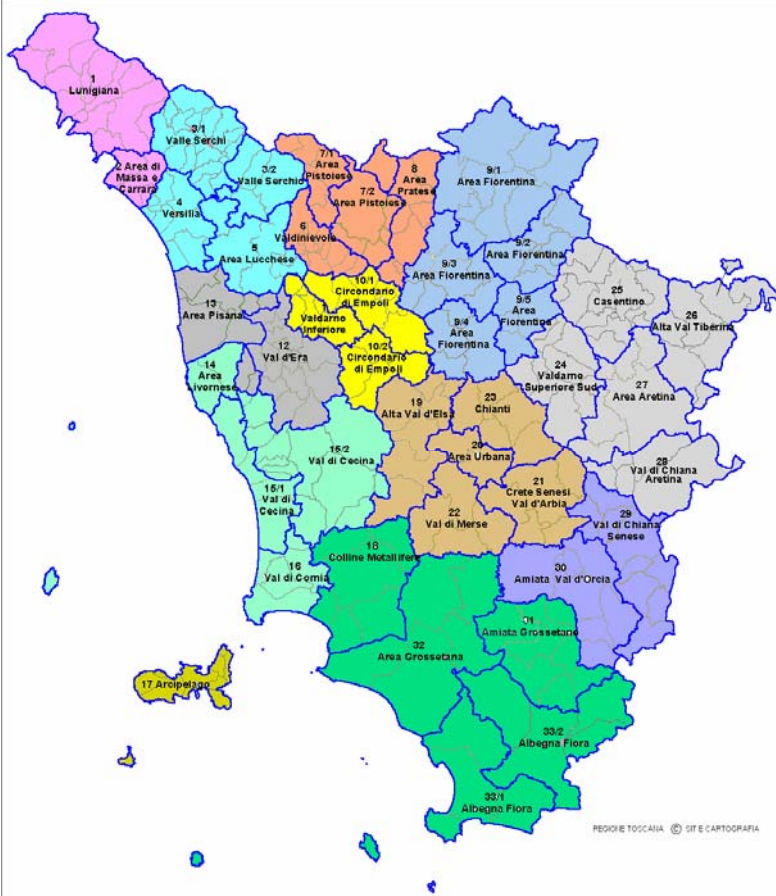 1
Lunigiana
2 Area di
Massa e
Carrara
3/1
Valle Serchi
3/2
Valle Serchio
4
Versilia
5
Area Lucchese
6
Valdinievole
7/1
Area
Pistoiese
7/2
Area Pistoiese
8
Area
Pratese
9/1
Area Fiorentina
9/2
Area Fiorentina
9/3
Area Fiorentina
9/4
Area
Fiorentina
9/5
Area
Fiorentina
10/1
Circondario
di Empoli
Valdarno
Inferiore
10/2
Circondario
di Empoli
12
Val d'Era
13
Area Pisana
14
Area
Livornese
15/1
Val di
Cecina
15/2
Val di Cecina
16
Val di Cornia
17 Arcipelago
18
Colline Metallifere
19
Alta Val d'Elsa
20
Area Urbana
21
Crete Senesi
Val d'Arbia
22
Val di Merse
23
Chianti
24
Valdarno
Superiore Sud
25
Casentino
26
Alta Val Tiberina
27
Area Aretina
28
Val di Chiana
Aretina
29
Val di Chiana
Senese
30
Amiata Val d'Orcia
31
Amiata Grossetano
32
Area Grossetana
33/2
Albegna Fiora
33/1
Albegna Fiora
REGIONE TOSCANA © SIT E CARTOGRAFIA